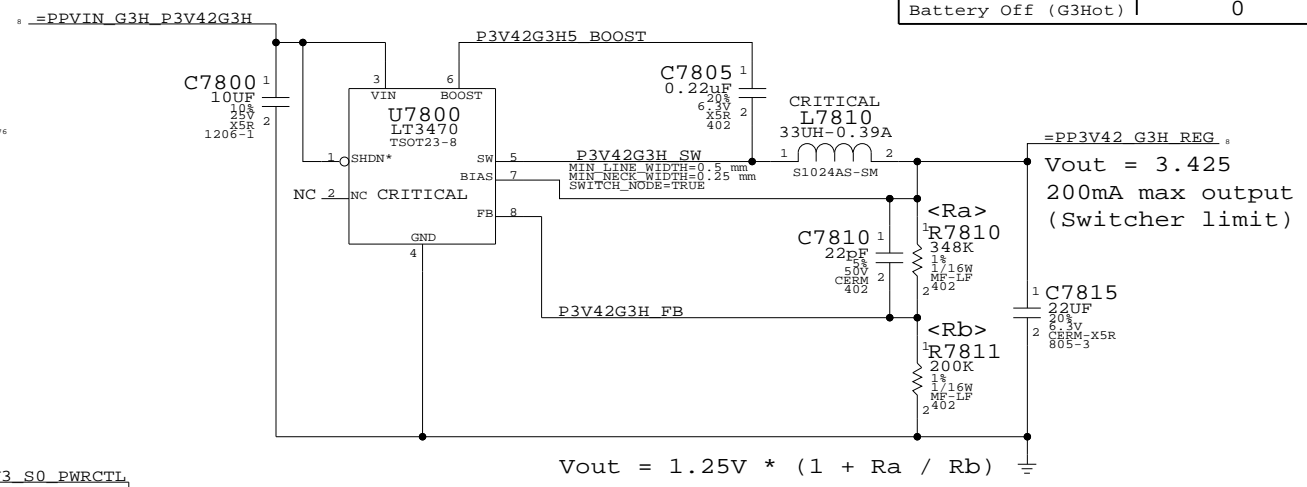 Battery Off (G3Hot) 0
8 =PPVIN_G3H_P3V42G3H
P3V42G3H5_BOOST
C7800 1
10UF
10%
25V
X5R 2
1206-1
3
VIN
6
BOOST
U7800
LT3470
TSOT23-8
1 SHDN*
NC 2 NC CRITICAL
SW 5
BIAS 7
FB 8
GND
4
C7805 1
0.22uF
20%
6.3V 2
X5R
402
CRITICAL
L7810
33UH-0.39A
1 2
S1024AS-SM
P3V42G3H_SW
MIN_LINE_WIDTH=0.5 mm
MIN_NECK_WIDTH=0.25 mm
SWITCH_NODE=TRUE
=PP3V42_G3H_REG 8
Vout = 3.425
200mA max output
(Switcher limit)
C7810 1
22pF
5%
50V 2
CERM
402
<Ra>
1
R7810
348K
1%
1/16W
MF-LF
2 402
P3V42G3H_FB
<Rb>
1
R7811
200K
1%
1/16W
MF-LF
2 402
1 C7815
22UF
20%
2 6.3V
CERM-X5R
805-3
Vout = 1.25V * (1 + Ra / Rb)
3_S0_PWRCTL